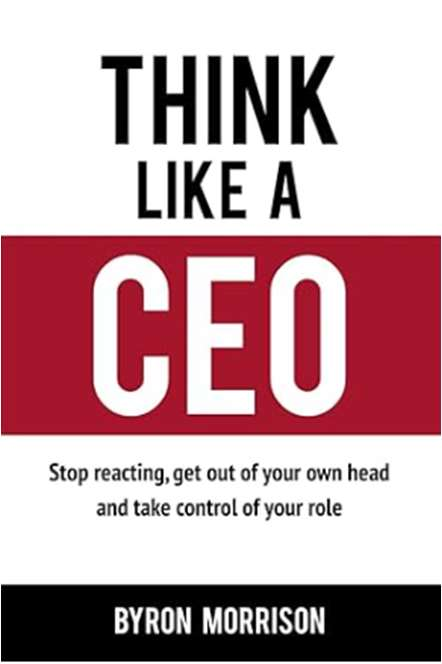 THINK
LIKE A
CEO
Stop reacting, get out of your own head
and take control of your role
BYRON MORRISON